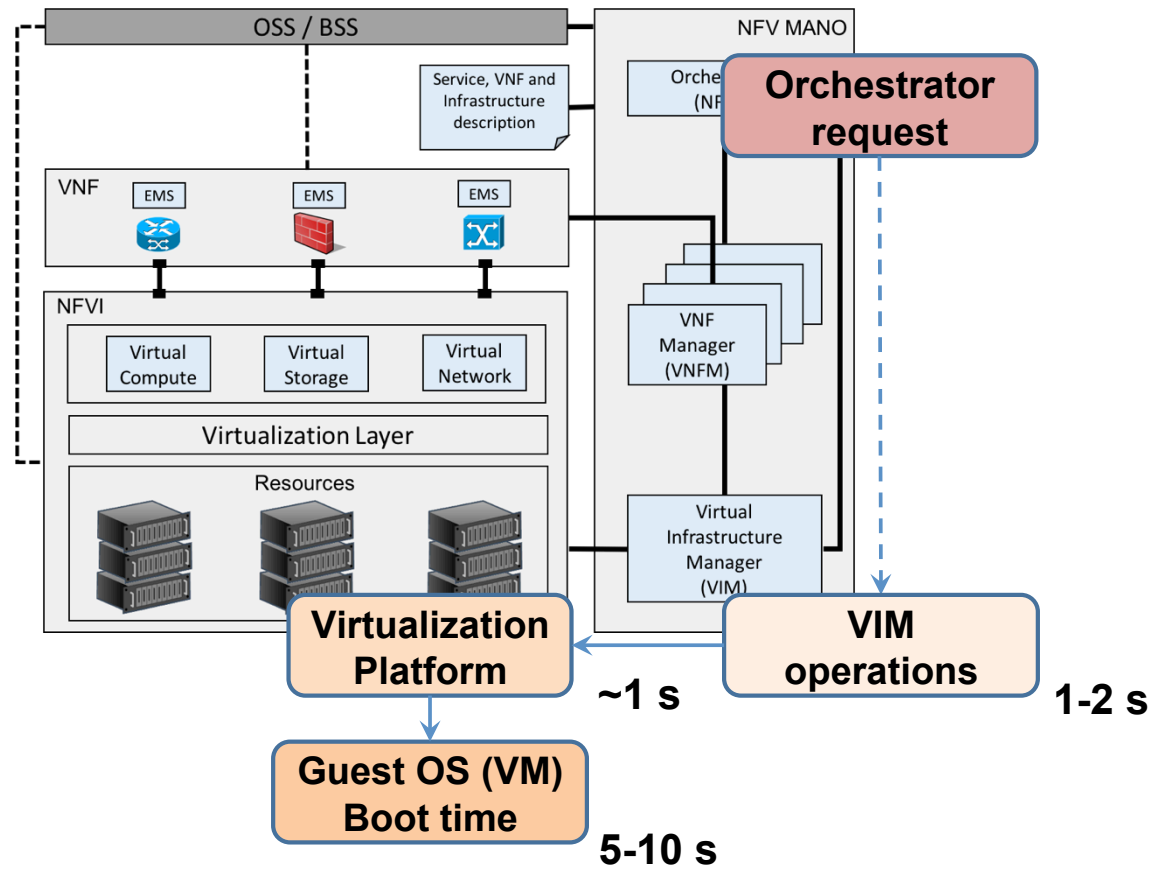 OSS / BSS
NFV MANO
Service, VNF and
Infrastructure
description
Orche
(NF
Orchestrator
request
VNF
EMS
EMS
EMS
NFVI
Virtual
Compute
Virtual
Storage
Virtual
Network
VNF
Manager
(VNFM)
Virtualization Layer
Resources
Virtual
Infrastructure
Manager
(VIM)
Virtualization
Platform
~1 s
VIM
operations
1-2 s
Guest OS (VM)
Boot time
5-10 s